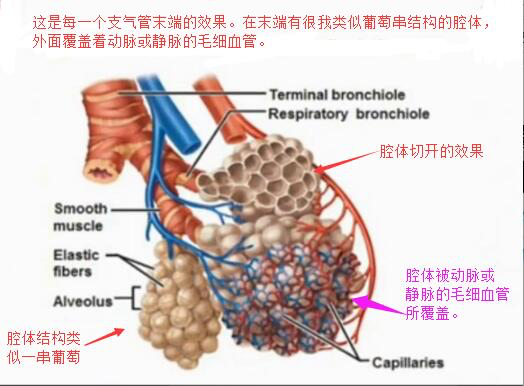 这是每一个支气管末端的效果。在末端有很我类似葡萄串结构的腔体，
外面覆盖着动脉或静脉的毛细血管。
Terminal bronchiole
Respiratory bronchiole
腔体切开的效果
Smooth
muscle
Elastic
fibers
Alveolus
腔体被动脉或
静脉的毛细血管
所覆盖。
腔体结构类
似一串葡萄
Capillaries